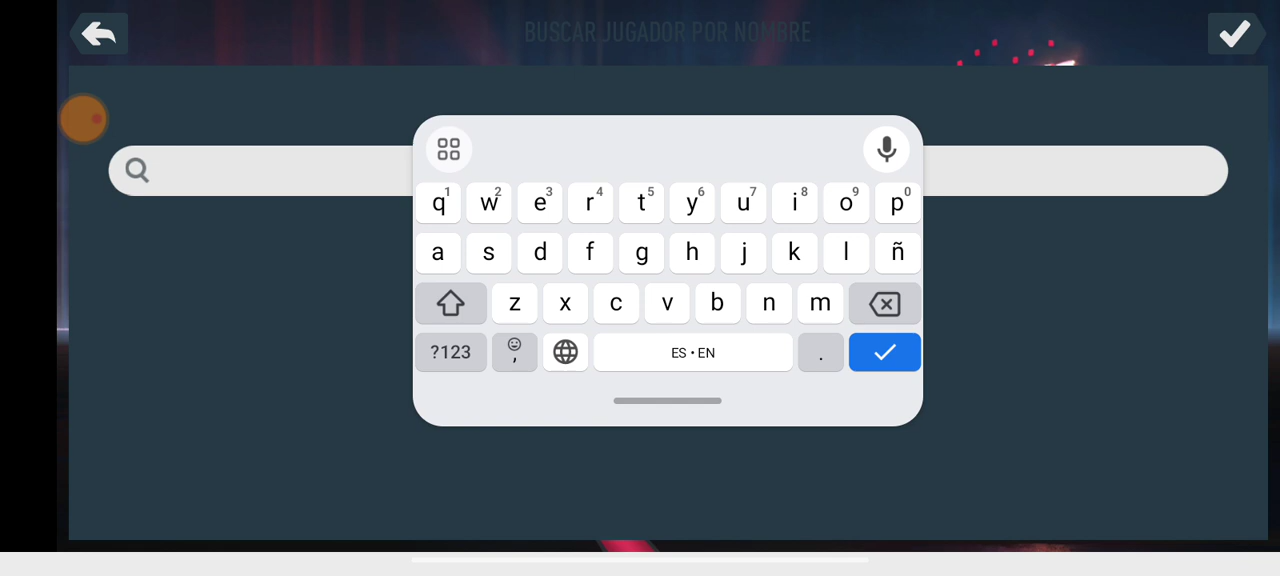 BUSCAR JUGADOR POR NOMBRE
q1 w2 e3 r4 t5 y6 u7 i8 o9 p0
a s d f g h j k l ñ
z x c v b n m
?123 , ES • EN .